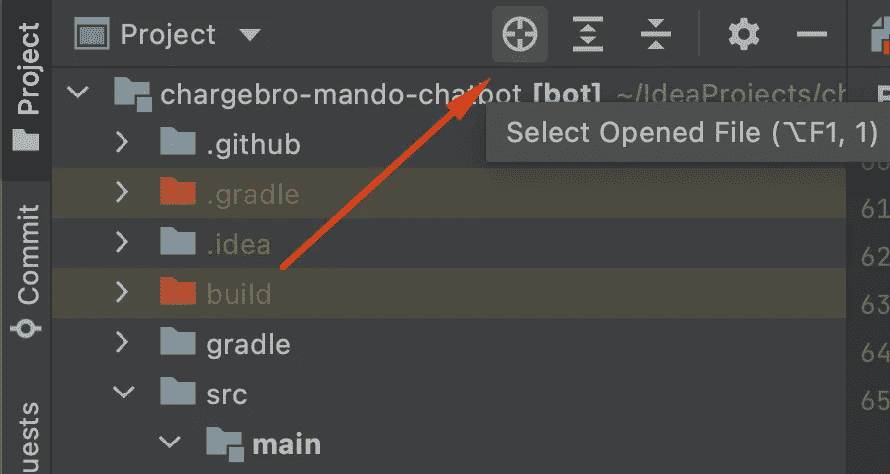 Project
Project
chargebro-mando-chatbot [bot] ~/IdeaProjects/ch
Select Opened File (⌥F1, 1)
.github
.gradle
61
.idea
62
Commit
build
63
gradle
64
src
65
main
uests